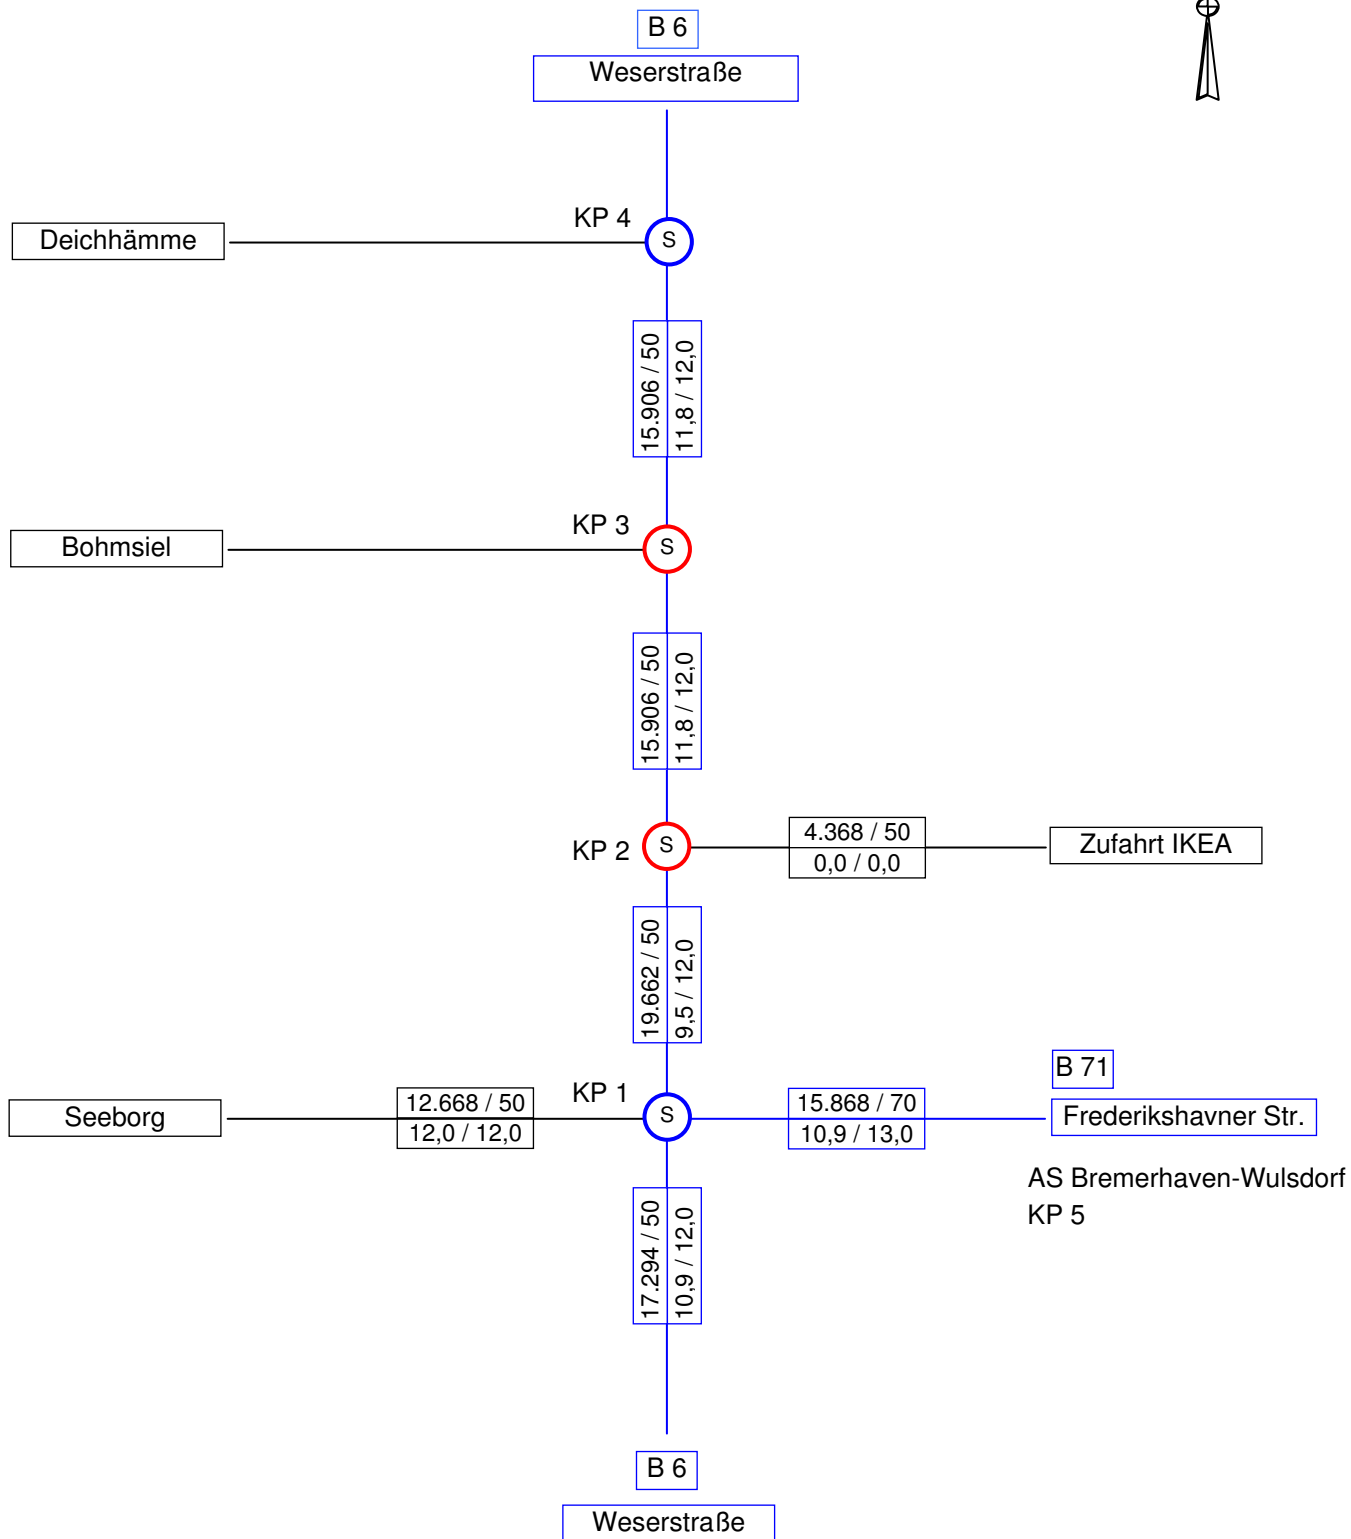 B 6
Weserstraße
KP 4
Deichhämme
S
15.906 / 50
11,8 / 12,0
KP 3
Bohmsiel
S
15.906 / 50
11,8 / 12,0
KP 2
S
4.368 / 50
0,0 / 0,0
Zufahrt IKEA
19.662 / 50
9,5 / 12,0
B 71
KP 1
Seeborg
12.668 / 50
12,0 / 12,0
S
15.868 / 70
10,9 / 13,0
Frederikshavner Str.
AS Bremerhaven-Wulsdorf
KP 5
17.294 / 50
10,9 / 12,0
B 6
Weserstraße